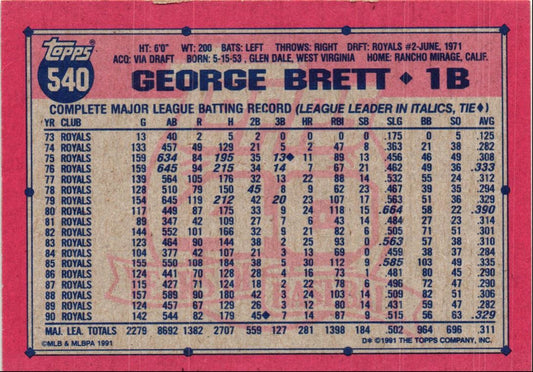 Topps
540
HT: 6'0" WT: 200 BATS: LEFT THROWS: RIGHT DRFT: ROYALS #2-JUNE, 1971
ACQ: VIA DRAFT BORN: 5-15-53, GLEN DALE, WEST VIRGINIA HOME: RANCHO MIRAGE, CALIF.
GEORGE BRETT ♦ 1B
COMPLETE MAJOR LEAGUE BATTING RECORD (LEAGUE LEADER IN ITALICS, TIE♦)
YR CLUB G AB R H 2B 3B HR RBI SB SLG BB SO AVG
73 ROYALS 13 40 2 5 2 0 0 0 0 .175 0 5 .125
74 ROYALS 133 457 49 129 21 5 2 47 8 .363 21 38 .282
75 ROYALS 159 634 84 195 35 13♦ 11 89 13 .456 46 49 .308
76 ROYALS 159 645 94 215 34 14 7 67 21 .462 49 36 .333
77 ROYALS 139 564 105 176 32 13 22 88 14 .532 55 24 .312
78 ROYALS 128 510 79 150 45 8 9 62 23 .467 39 35 .294
79 ROYALS 154 645 119 212 42 20 23 107 17 .563 51 36 .329
80 ROYALS 117 449 87 175 33 9 24 118 15 .664 58 22 .390
81 ROYALS 89 347 42 109 27 7 6 43 14 .484 27 23 .314
82 ROYALS 144 552 101 166 32 9 21 82 6 .505 71 51 .301
83 ROYALS 123 464 90 144 38 2 25 93 0 .563 57 39 .310
84 ROYALS 104 377 42 107 21 3 13 69 0 .459 38 37 .284
85 ROYALS 155 550 108 184 38 5 30 112 9 .585 103 49 .335
86 ROYALS 124 441 70 128 28 4 16 73 1 .481 80 45 .290
87 ROYALS 115 427 71 124 18 2 22 78 6 .496 72 47 .290
88 ROYALS 157 589 90 180 42 3 24 103 14 .509 82 51 .306
89 ROYALS 124 457 67 129 26 3 12 80 14 .431 59 47 .282
90 ROYALS 142 544 82 179 45♦ 7 14 87 9 .515 56 63 .329
MAJ. LEA. TOTALS 2279 8692 1382 2707 559 127 281 1398 184 .502 964 696 .311
©MLB & MLBPA 1991 D* ©1991 THE TOPPS COMPANY, INC.